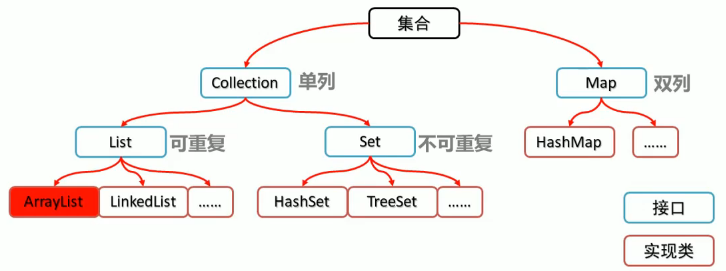 集合
Collection
单列
Map
双列
List
可重复
Set
不可重复
HashMap
……
ArrayList
LinkedList
……
HashSet
TreeSet
……
接口
实现类